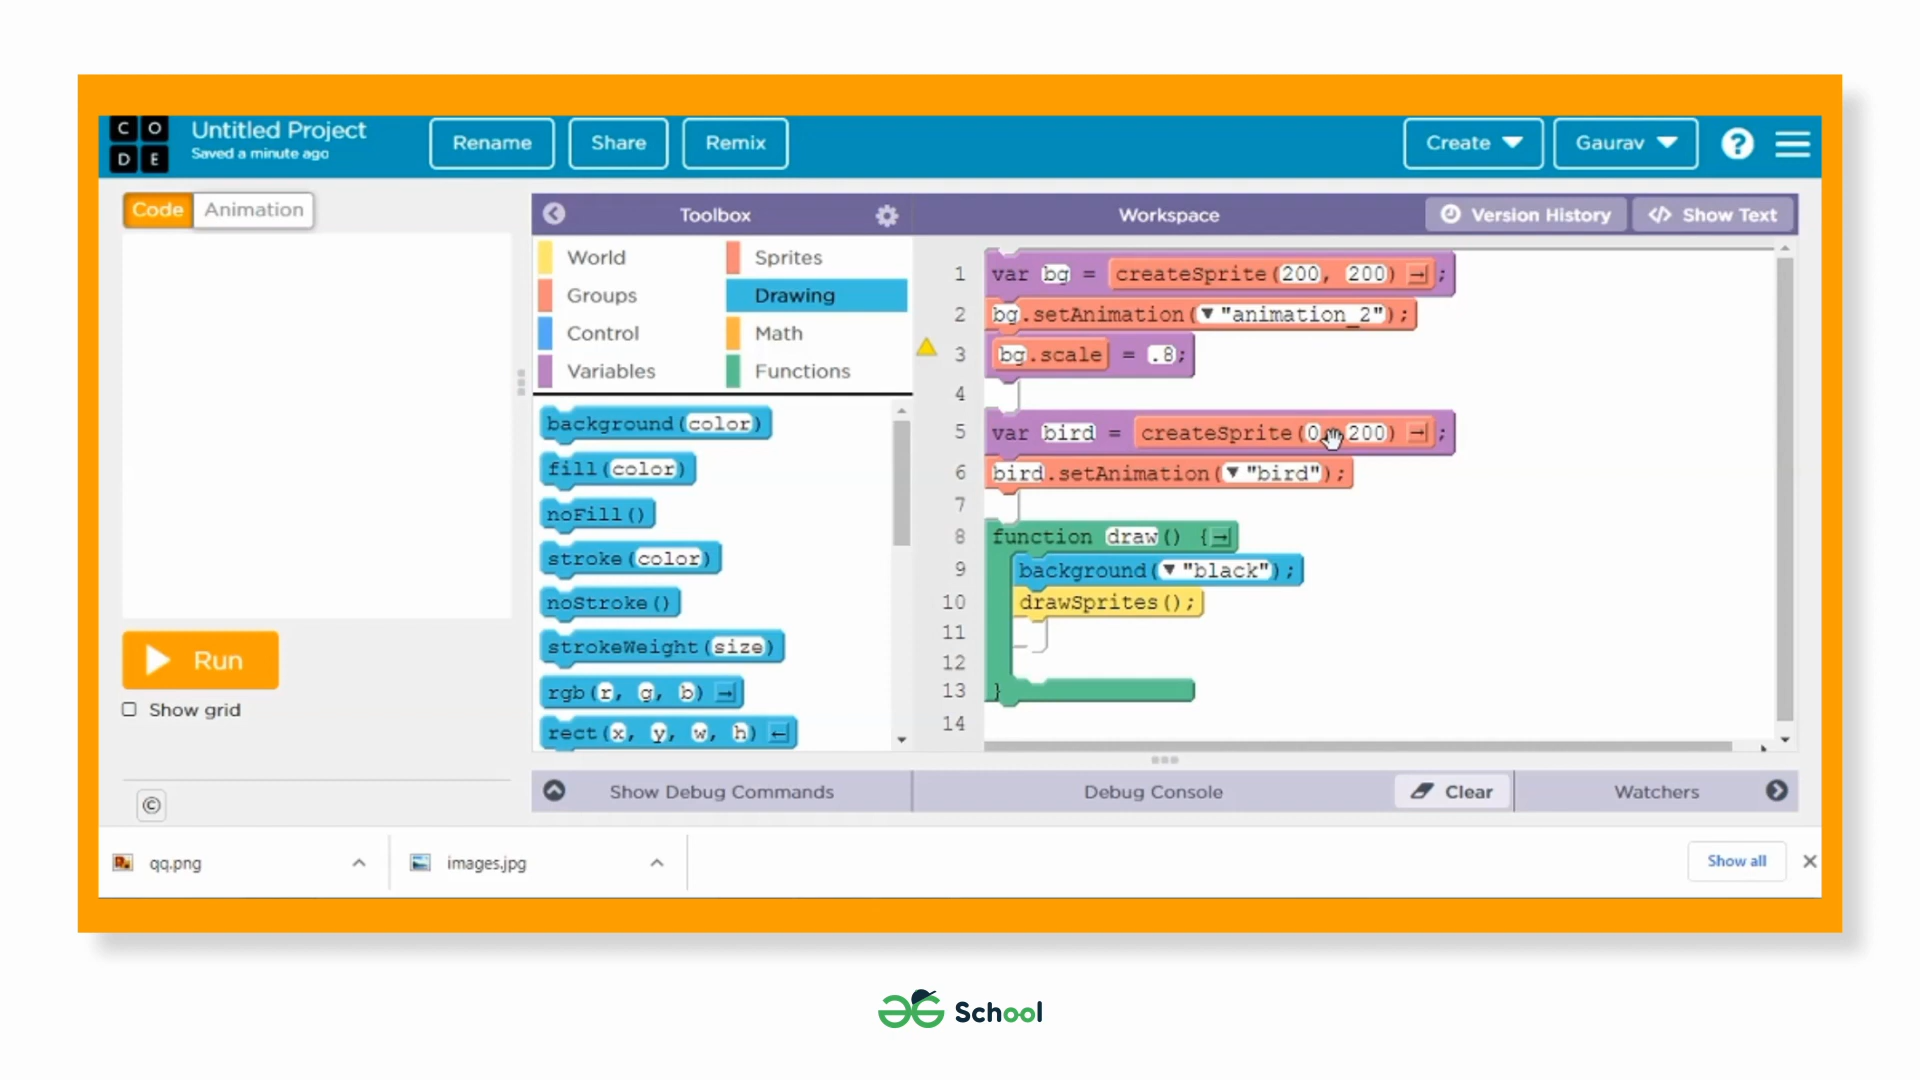 CODE
Untitled Project
Saved a minute ago
Rename
Share
Remix
Create
Gaurav
?
Code
Animation
Toolbox
Workspace
Version History
</> Show Text
World
Sprites
Groups
Drawing
Control
Math
Variables
Functions
background(color)
fill(color)
noFill()
stroke(color)
noStroke()
strokeWeight(size)
rgb(r, g, b)
rect(x, y, w, h)
1 var bg = createSprite(200, 200);
2 bg.setAnimation("animation_2");
3 bg.scale = .8;
4
5 var bird = createSprite(0, 200);
6 bird.setAnimation("bird");
7
8 function draw() {
9 background("black");
10 drawSprites();
11
12
13 }
14
Run
Show grid
©
Show Debug Commands
Debug Console
Clear
Watchers
qq.png
images.jpg
Show all
School